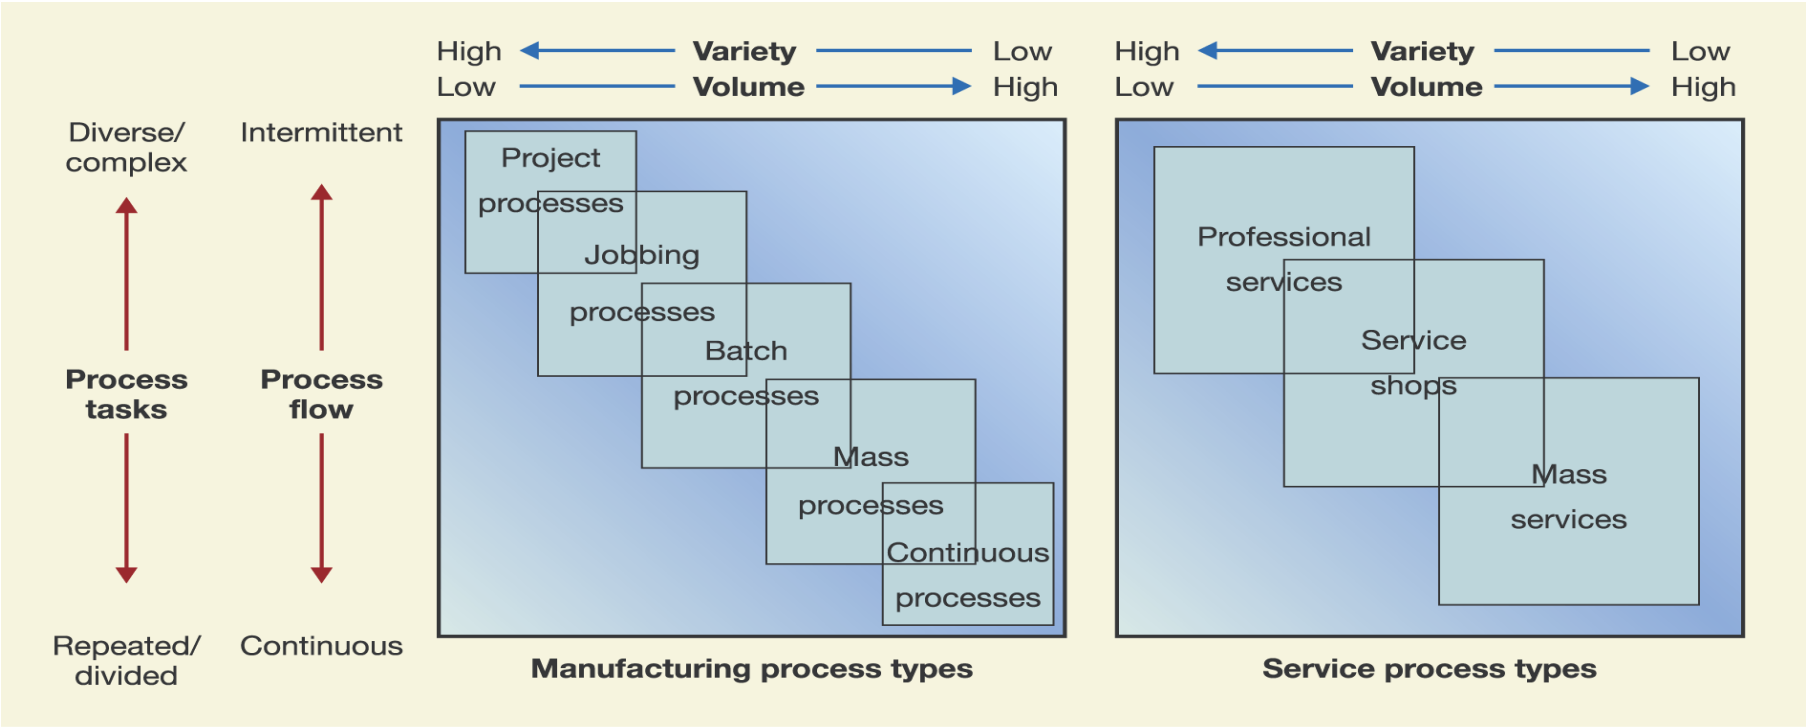 High Variety Low
Low Volume High
High Variety Low
Low Volume High
Diverse/
complex
Intermittent
Process
tasks
Process
flow
Repeated/
divided
Continuous
Project
processes
Jobbing
processes
Batch
processes
Mass
processes
Continuous
processes
Manufacturing process types
Professional
services
Service
shops
Mass
services
Service process types